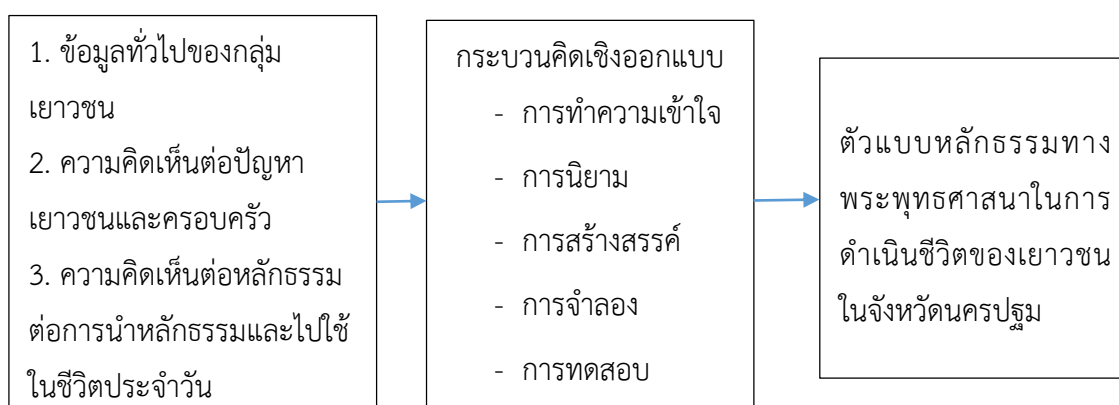 1. ข้อมูลทั่วไปของกลุ่ม
เยาวชน
2. ความคิดเห็นต่อปัญหา
เยาวชนและครอบครัว
3. ความคิดเห็นต่อหลักธรรม
ต่อการนำหลักธรรมและไปใช้
ในชีวิตประจำวัน
กระบวนคิดเชิงออกแบบ
- การทำความเข้าใจ
- การนิยาม
- การสร้างสรรค์
- การจำลอง
- การทดสอบ
ตัวแบบหลักธรรมทาง
พระพุทธศาสนาในการ
ดำเนินชีวิตของเยาวชน
ในจังหวัดนครปฐม